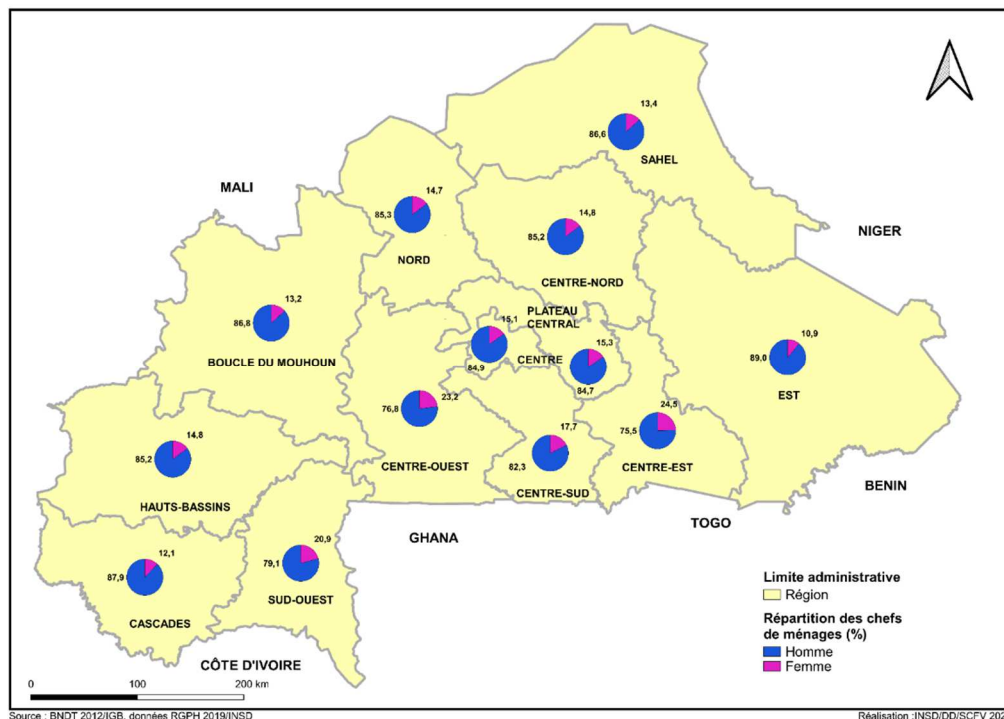 13,4
86,6
SAHEL
MALI
14,7
85,3
NORD
14,8
85,2
CENTRE-NORD
NIGER
13,2
86,8
BOUCLE DU MOUHOUN
PLATEAU
CENTRAL
15,1
84,9
CENTRE
15,3
84,7
10,9
89,0
EST
23,2
76,8
CENTRE-OUEST
17,7
82,3
CENTRE-SUD
24,5
75,5
CENTRE-EST
14,8
85,2
HAUTS-BASSINS
BENIN
TOGO
GHANA
20,9
79,1
SUD-OUEST
12,1
87,9
CASCADES
CÔTE D'IVOIRE
Limite administrative
Région
Répartition des chefs
de ménages (%)
Homme
Femme
0 100 200 km
Source : BNDT 2012/IGB, données RGPH 2019/INSD
Réalisation :INSD/DD/SCFV 202